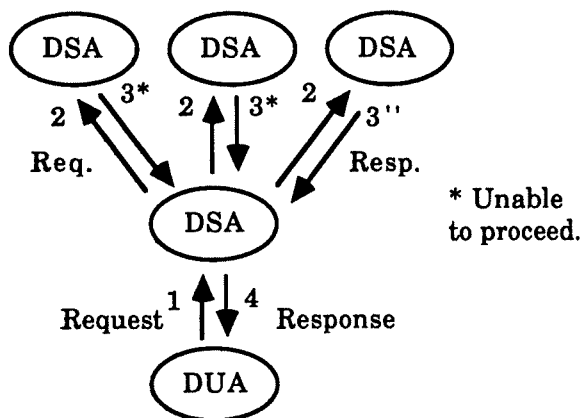 DSA DSA DSA
2 3* 2 3* 2 3''
Req. Resp.
* Unable
to proceed.
DSA
1 4
Request Response
DUA